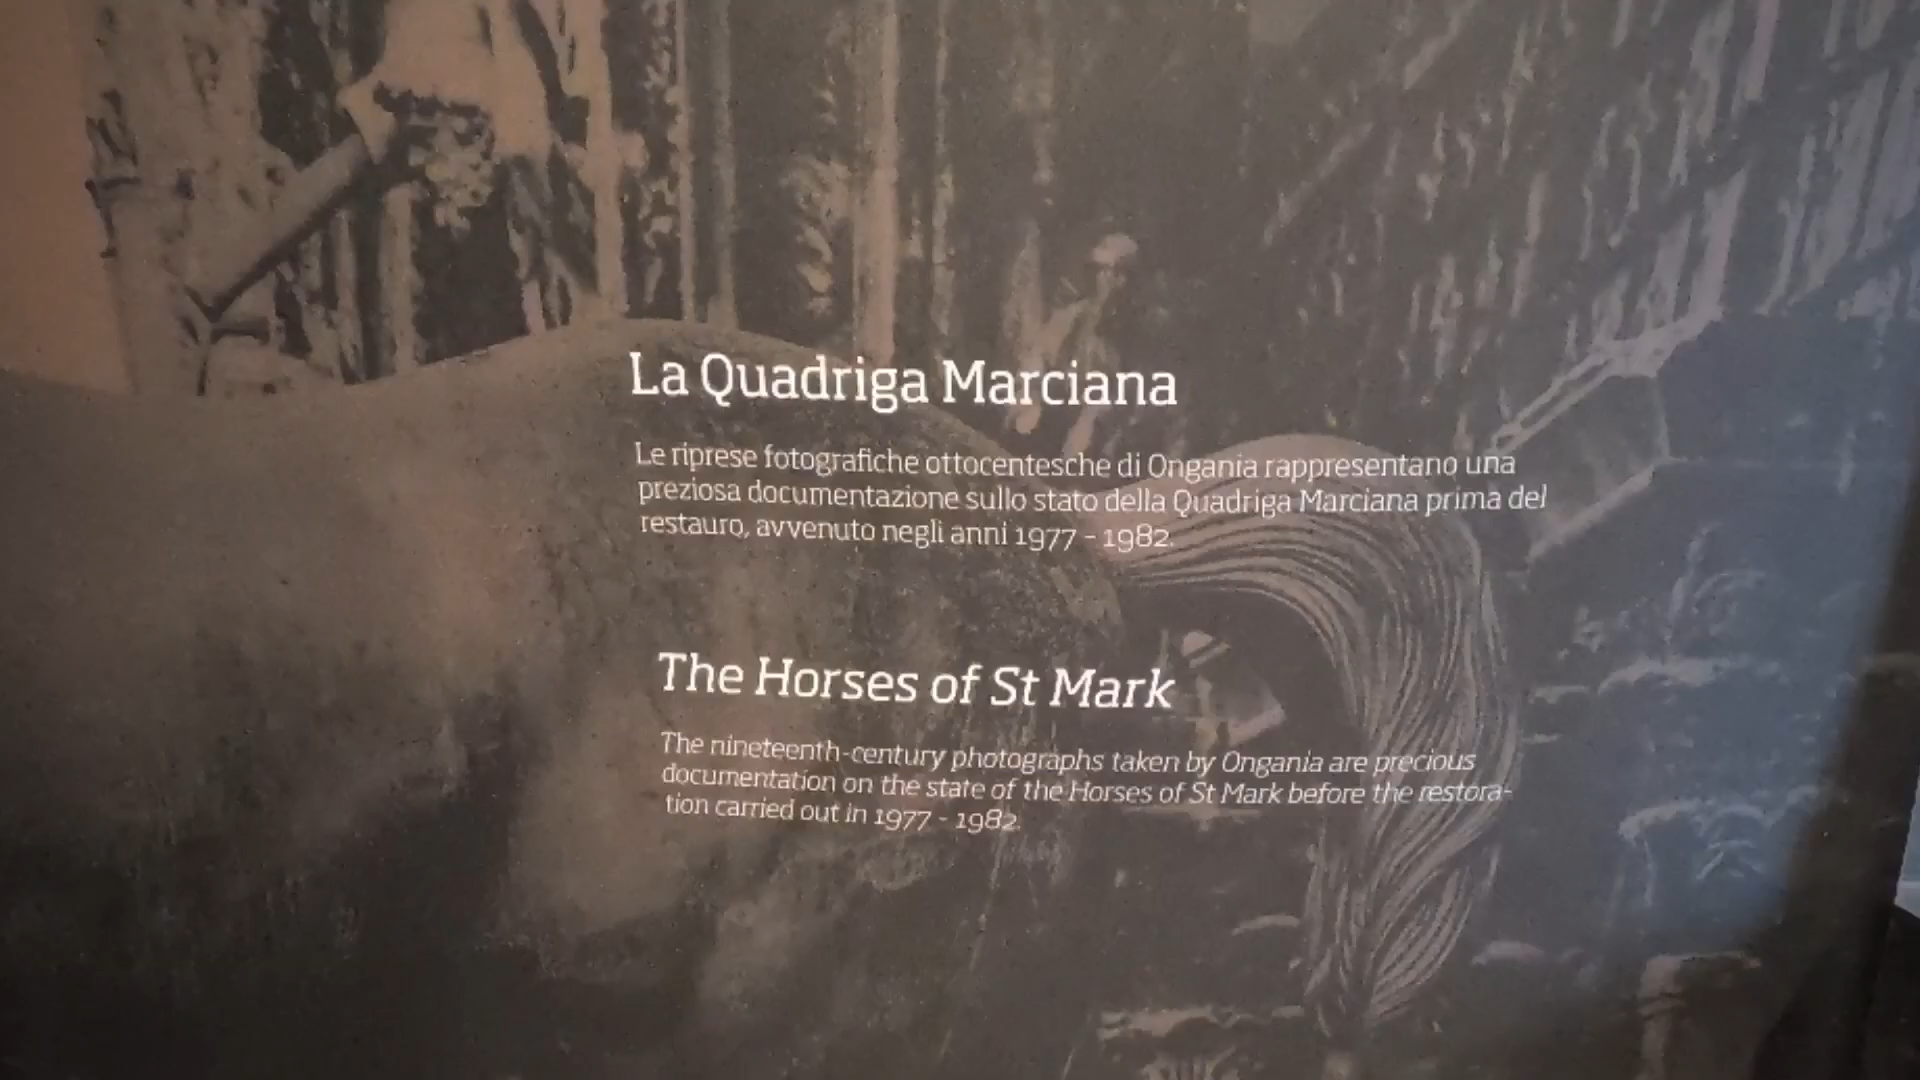 La Quadriga Marciana
Le riprese fotografiche ottocentesche di Ongania rappresentano una
preziosa documentazione sullo stato della Quadriga Marciana prima del
restauro, avvenuto negli anni 1977 - 1982.
The Horses of St Mark
The nineteenth-century photographs taken by Ongania are precious
documentation on the state of the Horses of St Mark before the restora-
tion carried out in 1977 - 1982.